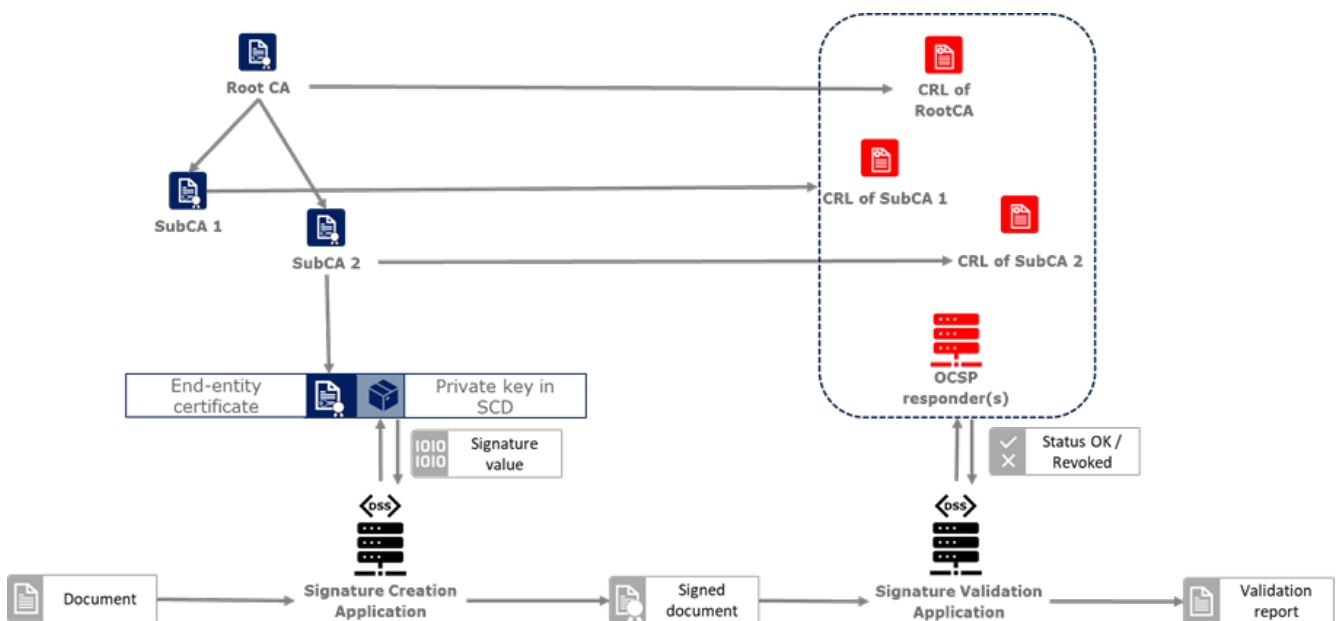 Root CA
CRL of
RootCA
SubCA 1
CRL of SubCA 1
SubCA 2
CRL of SubCA 2
End-entity
certificate
Private key in
SCD
OCSP
responder(s)
1010
1010
Signature
value
Status OK /
Revoked
DSS
DSS
Document
Signature Creation
Application
Signed
document
Signature Validation
Application
Validation
report